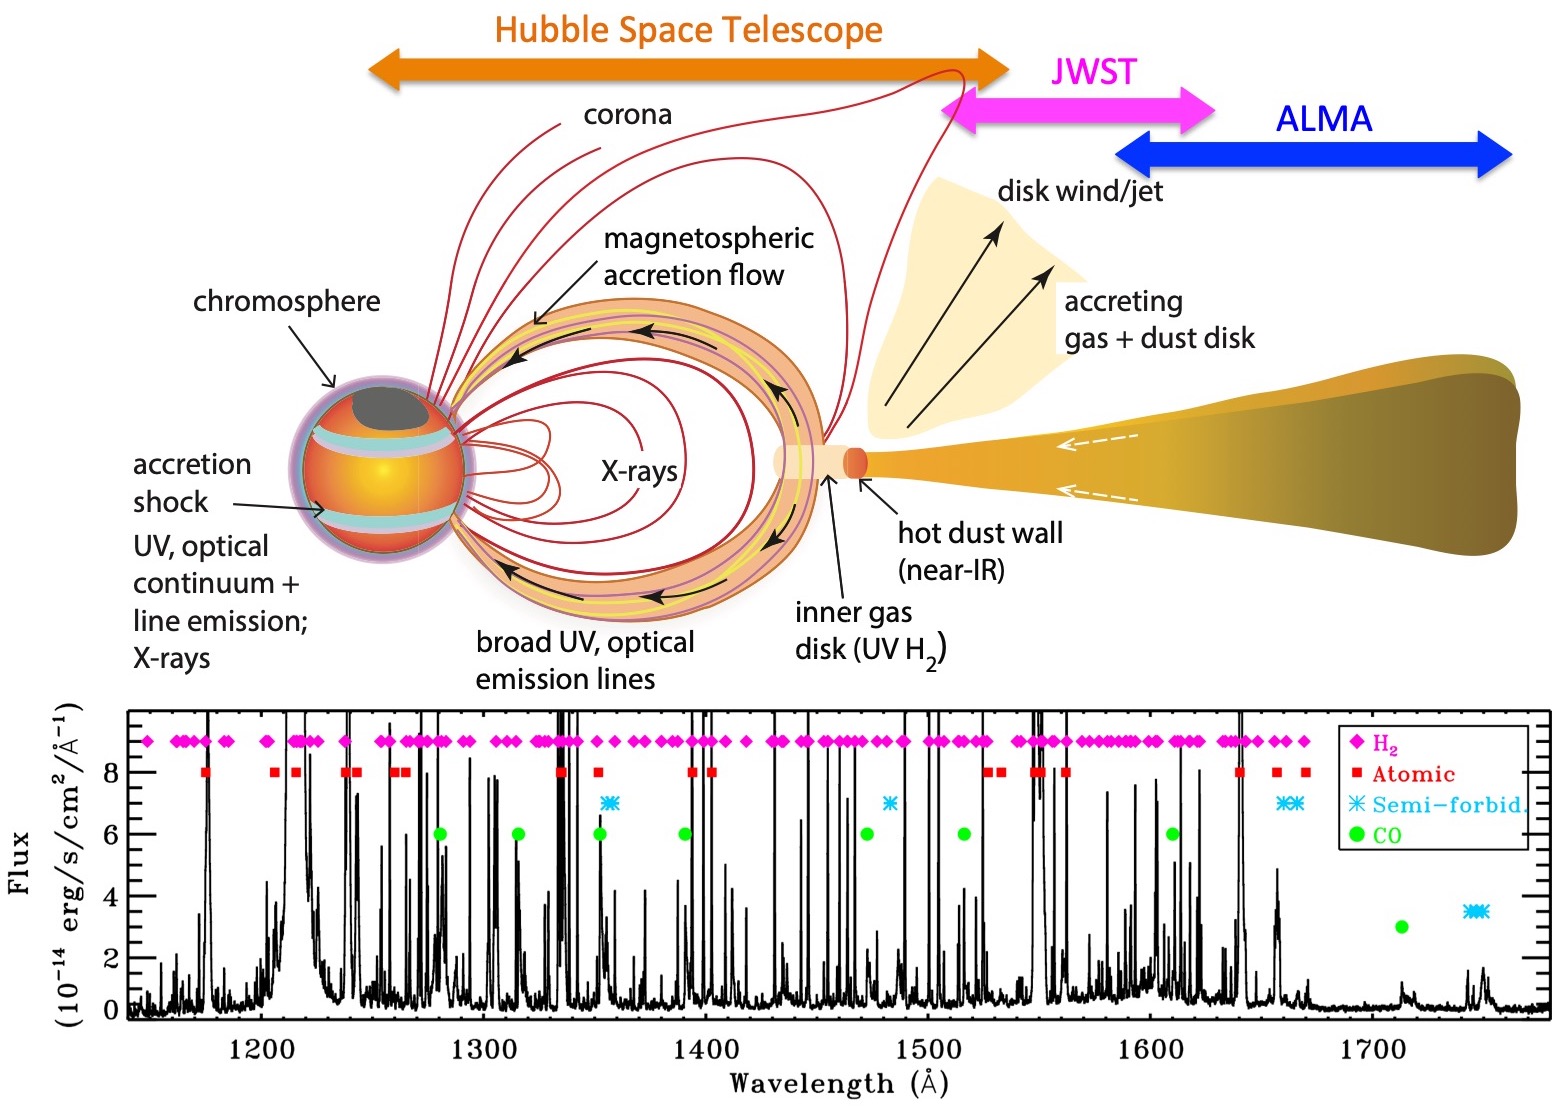 Hubble Space Telescope
JWST
ALMA
corona
disk wind/jet
magnetospheric
accretion flow
chromosphere
accreting
gas + dust disk
accretion
shock
X-rays
UV, optical
continuum +
line emission;
X-rays
hot dust wall
(near-IR)
inner gas
disk (UV H₂)
broad UV, optical
emission lines
Flux
(10⁻¹⁴ erg/s/cm²/Å⁻¹)
8
6
4
2
0
H₂
Atomic
Semi-forbid.
CO
1200
1300
1400
1500
1600
1700
Wavelength (Å)